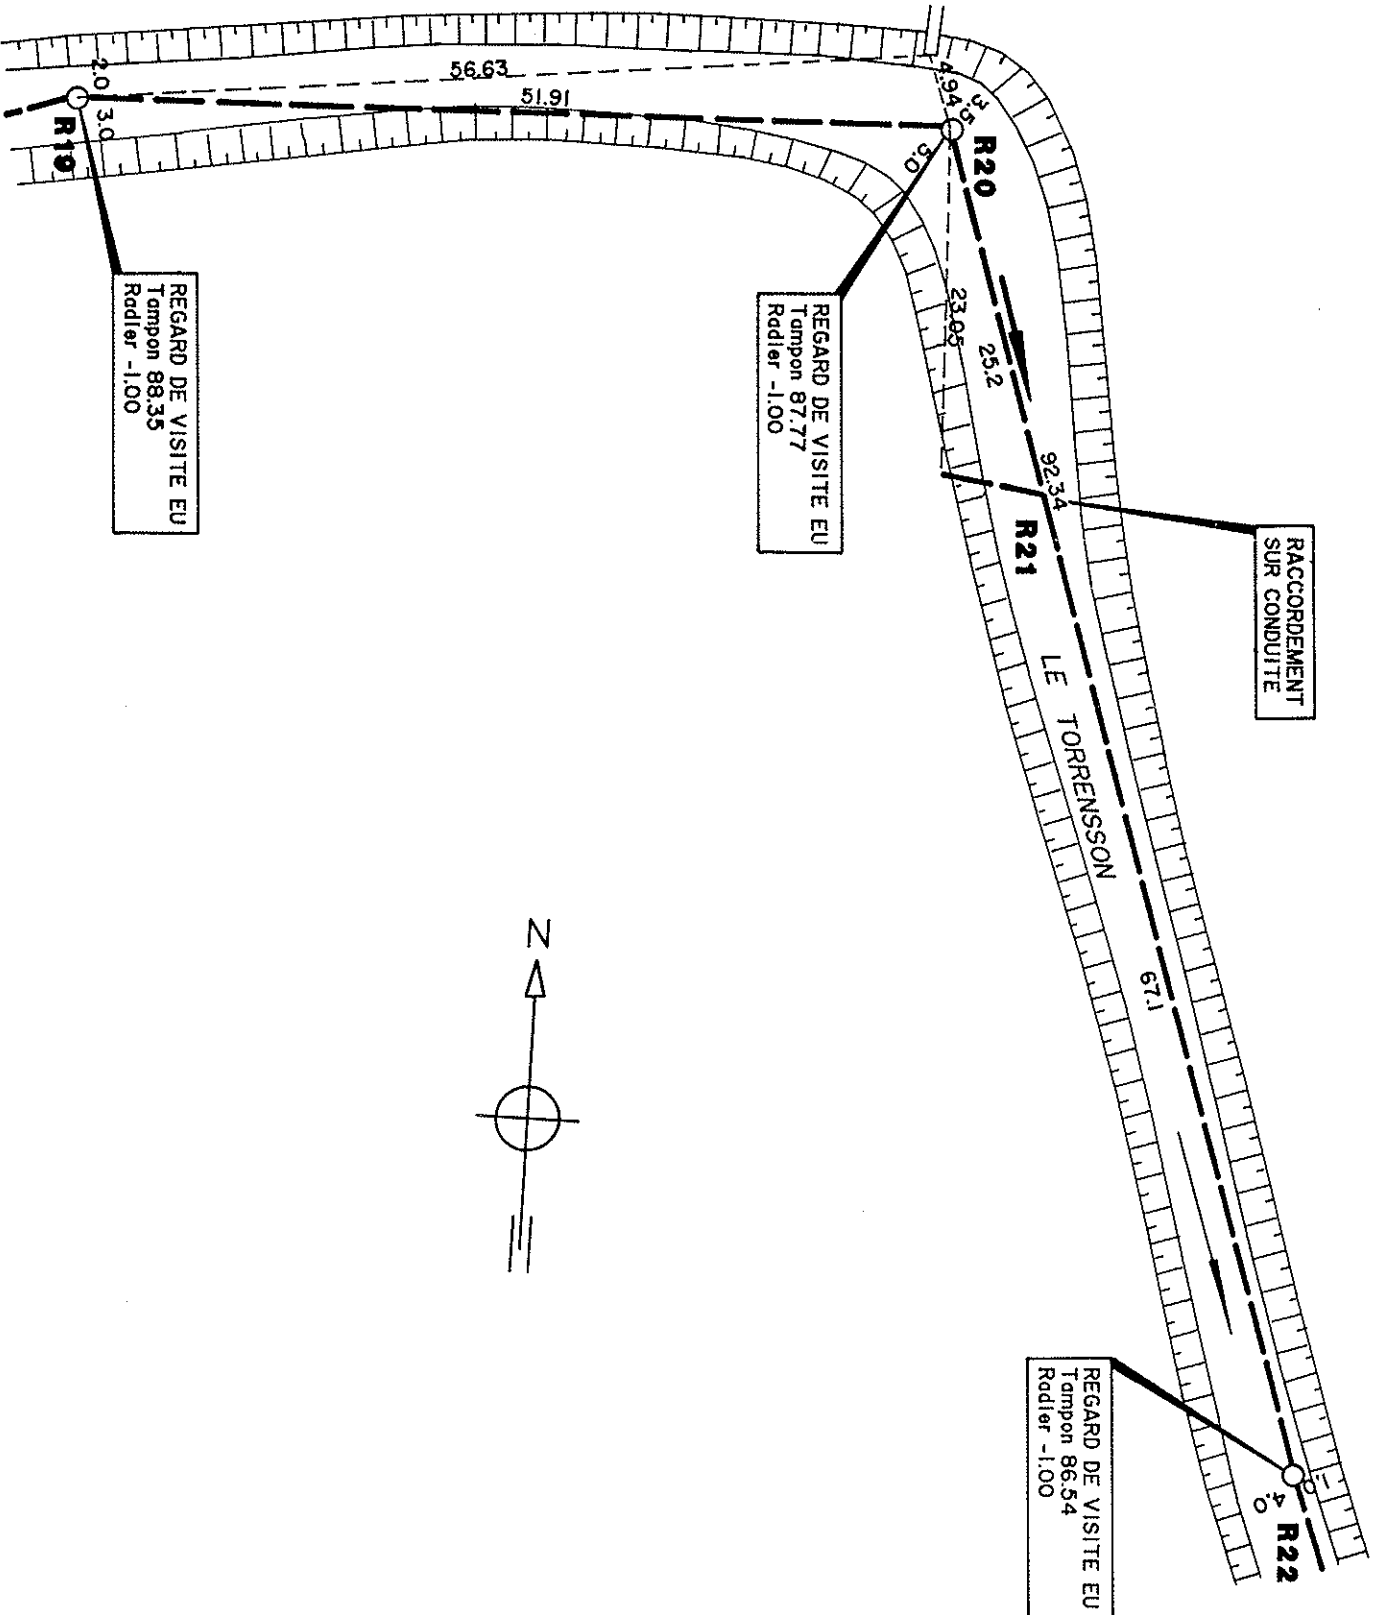 56.63
51.91
2.0
3.0
R19
REGARD DE VISITE EU
Tampon 88.35
Radier -1.00
4.94
3.5
5.0
R20
REGARD DE VISITE EU
Tampon 87.77
Radier -1.00
23.05
25.2
92.34
R21
RACCORDEMENT
SUR CONDUITE
LE TORRENSSON
67.1
N
REGARD DE VISITE EU
Tampon 86.54
Radier -1.00
4.0
R22